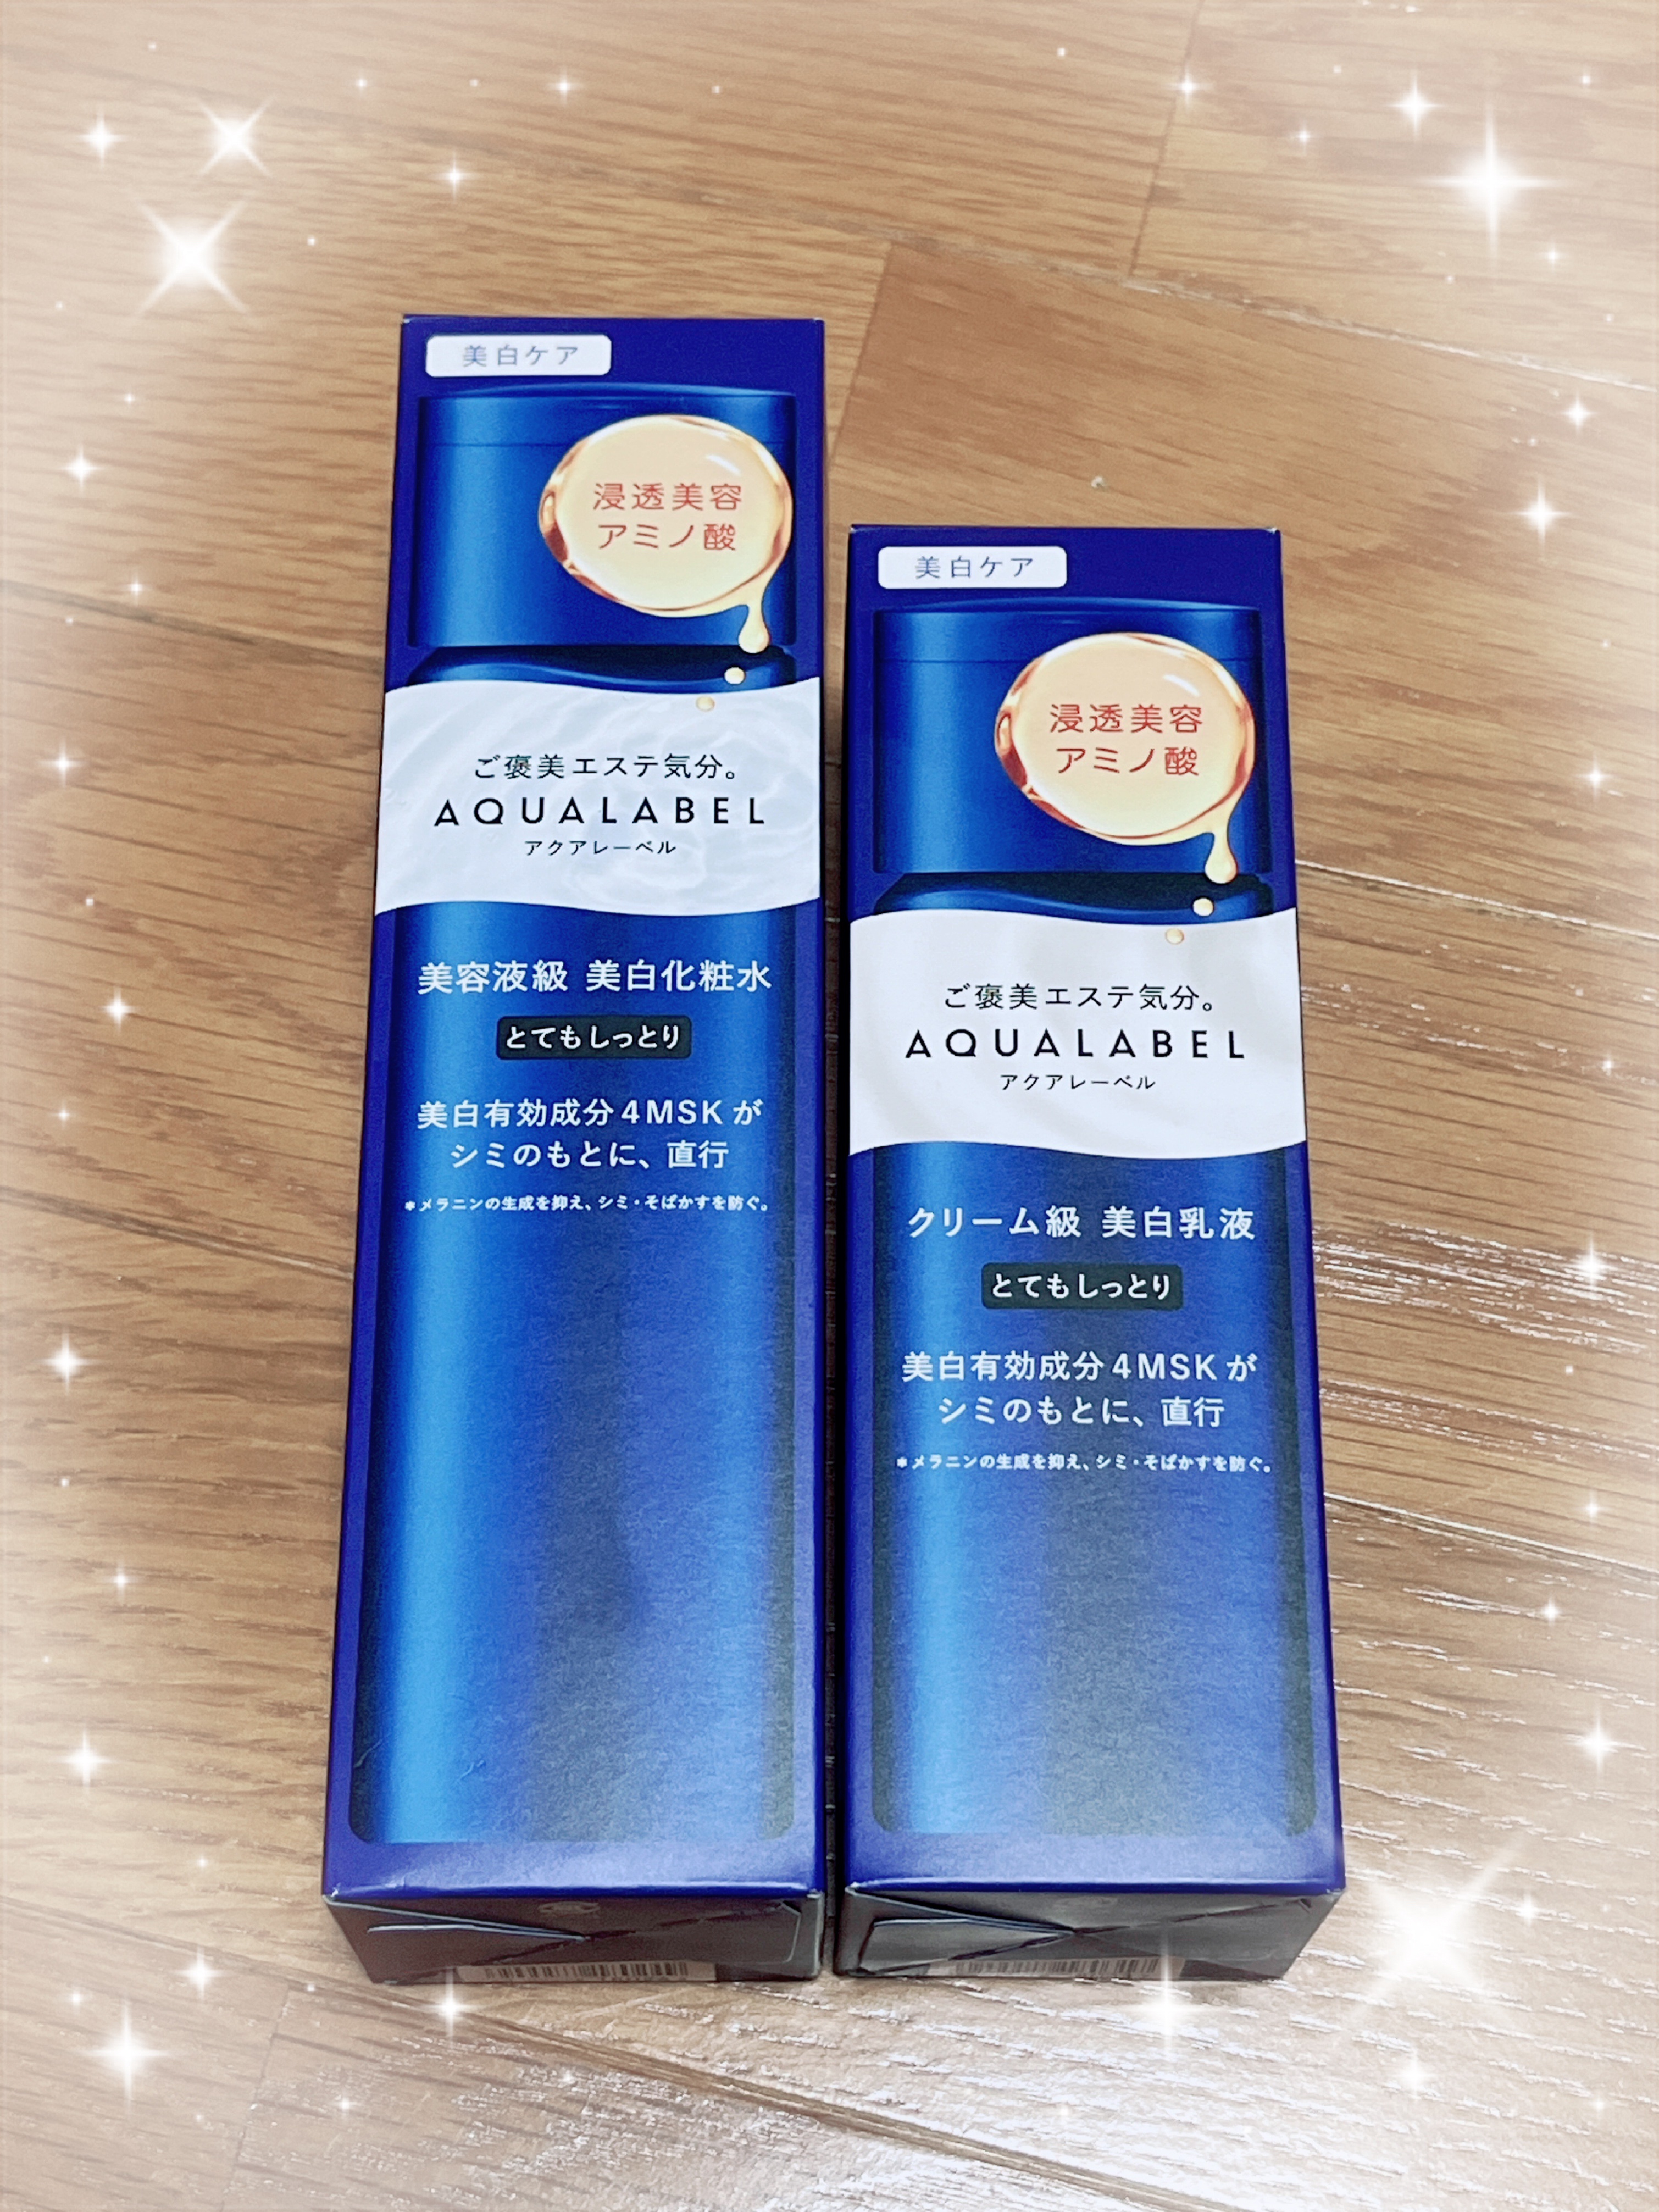 美白ケア
浸透美容
アミノ酸
ご褒美エステ気分。
AQUALABEL
アクアレーベル
美容液級 美白化粧水
とてもしっとり
美白有効成分4MSKが
シミのもとに、直行
*メラニンの生成を抑え、シミ・そばかすを防ぐ。
美白ケア
浸透美容
アミノ酸
ご褒美エステ気分。
AQUALABEL
アクアレーベル
クリーム級 美白乳液
とてもしっとり
美白有効成分4MSKが
シミのもとに、直行
*メラニンの生成を抑え、シミ・そばかすを防ぐ。